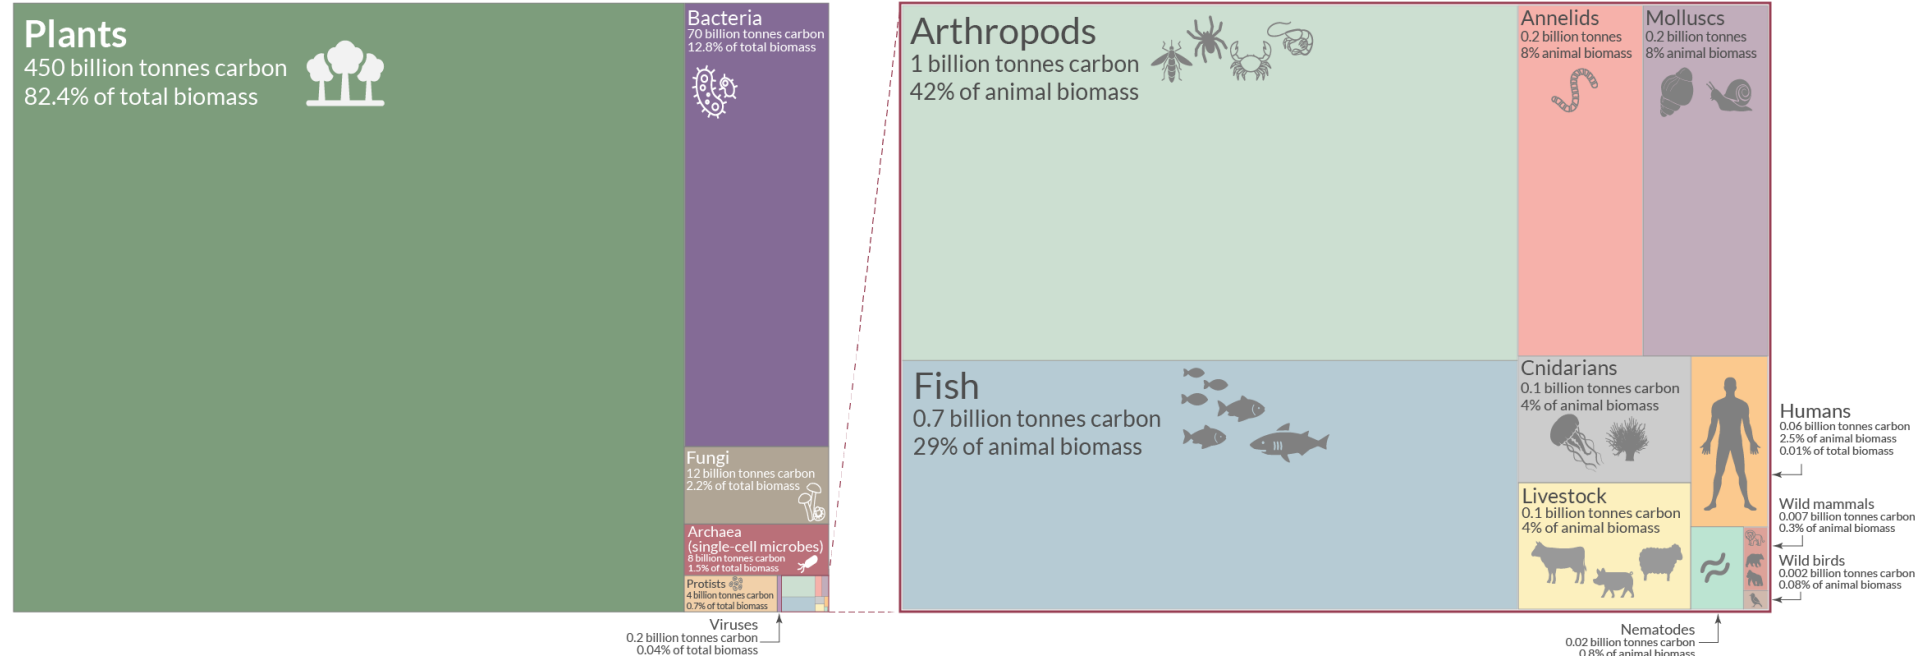 Plants
450 billion tonnes carbon
82.4% of total biomass
Bacteria
70 billion tonnes carbon
12.8% of total biomass
Fungi
12 billion tonnes carbon
2.2% of total biomass
Archaea
(single-cell microbes)
8 billion tonnes carbon
1.5% of total biomass
Protists
4 billion tonnes carbon
0.7% of total biomass
Viruses
0.2 billion tonnes carbon
0.04% of total biomass
Arthropods
1 billion tonnes carbon
42% of animal biomass
Fish
0.7 billion tonnes carbon
29% of animal biomass
Annelids
0.2 billion tonnes
8% animal biomass
Molluscs
0.2 billion tonnes
8% animal biomass
Cnidarians
0.1 billion tonnes carbon
4% of animal biomass
Livestock
0.1 billion tonnes carbon
4% of animal biomass
Humans
0.06 billion tonnes carbon
2.5% of animal biomass
0.01% of total biomass
Wild mammals
0.007 billion tonnes carbon
0.3% of animal biomass
Wild birds
0.002 billion tonnes carbon
0.08% of animal biomass
Nematodes
0.02 billion tonnes carbon
0.8% of animal biomass